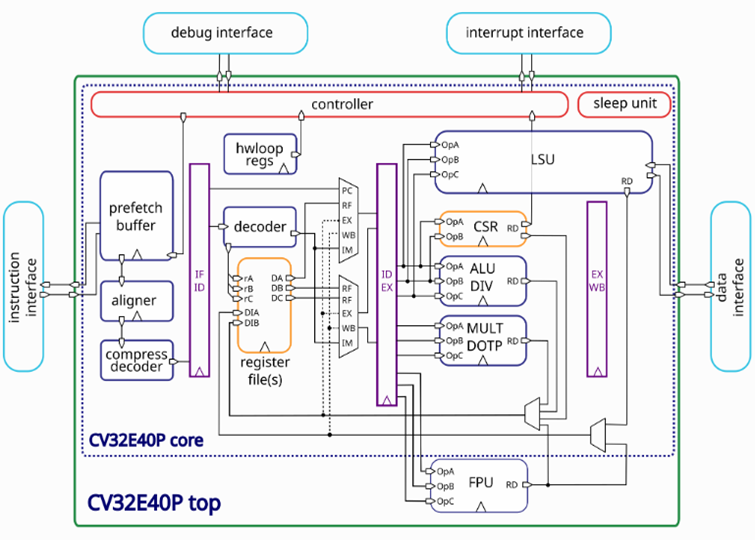 debug interface
interrupt interface
controller
sleep unit
hwloop
regs
OpA
OpB
OpC
LSU
RD
prefetch
buffer
decoder
PC
RF
EX
WB
IM
OpA
OpB
CSR
RD
instruction
interface
data
interface
IF
ID
ID
EX
EX
WB
rA
rB
rC
DIA
DIB
DA
DB
DC
RF
RF
EX
WB
IM
OpA
OpB
OpC
ALU
DIV
RD
aligner
OpA
OpB
OpC
MULT
DOTP
RD
compress
decoder
register
file(s)
CV32E40P core
CV32E40P top
OpA
OpB
OpC
FPU
RD